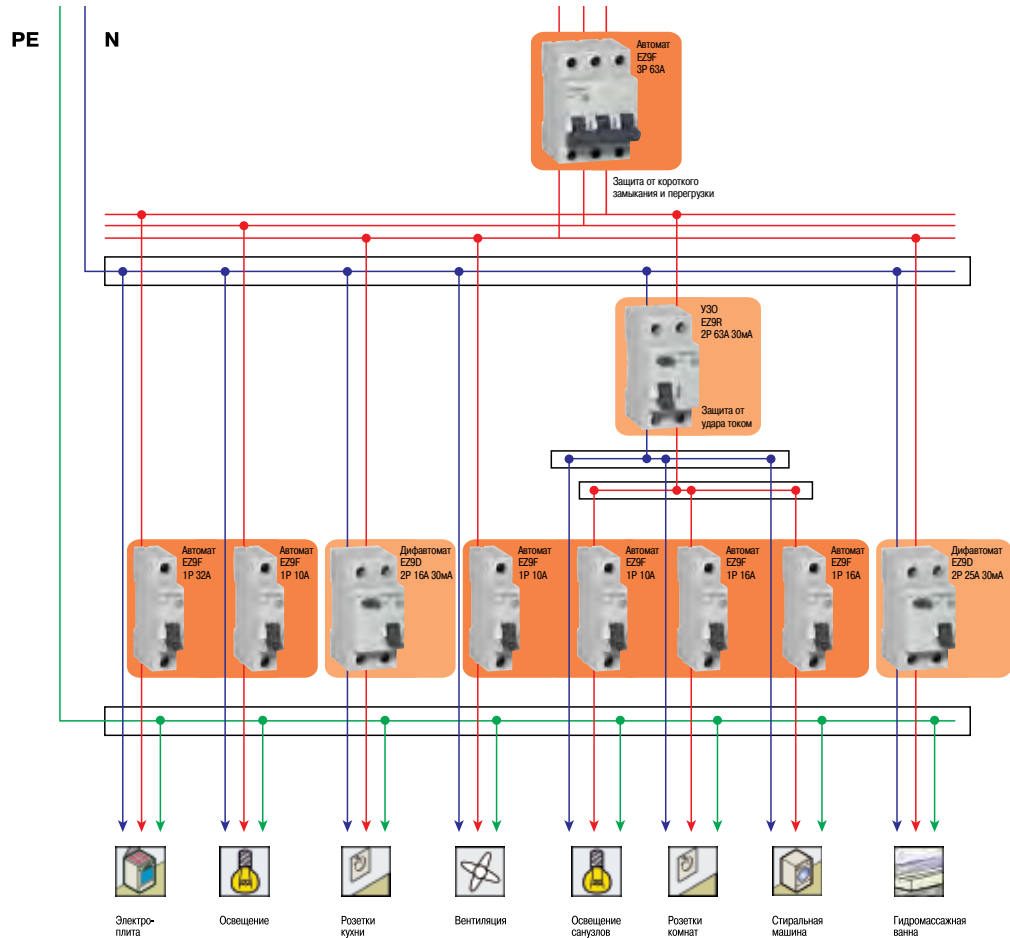 PE
N
Автомат
EZ9F
3P 63A
Защита от короткого
замыкания и перегрузки
УЗО
EZ9R
2P 63A 30мА
Защита от
удара током
Автомат
EZ9F
1P 32A
Автомат
EZ9F
1P 10A
Дифавтомат
EZ9D
2P 16A 30мА
Автомат
EZ9F
1P 10A
Автомат
EZ9F
1P 10A
Автомат
EZ9F
1P 16A
Автомат
EZ9F
1P 16A
Дифавтомат
EZ9D
2P 25A 30мА
Электро-
плита
Освещение
Розетки
кухни
Вентиляция
Освещение
санузлов
Розетки
комнат
Стиральная
машина
Гидромассажная
ванна